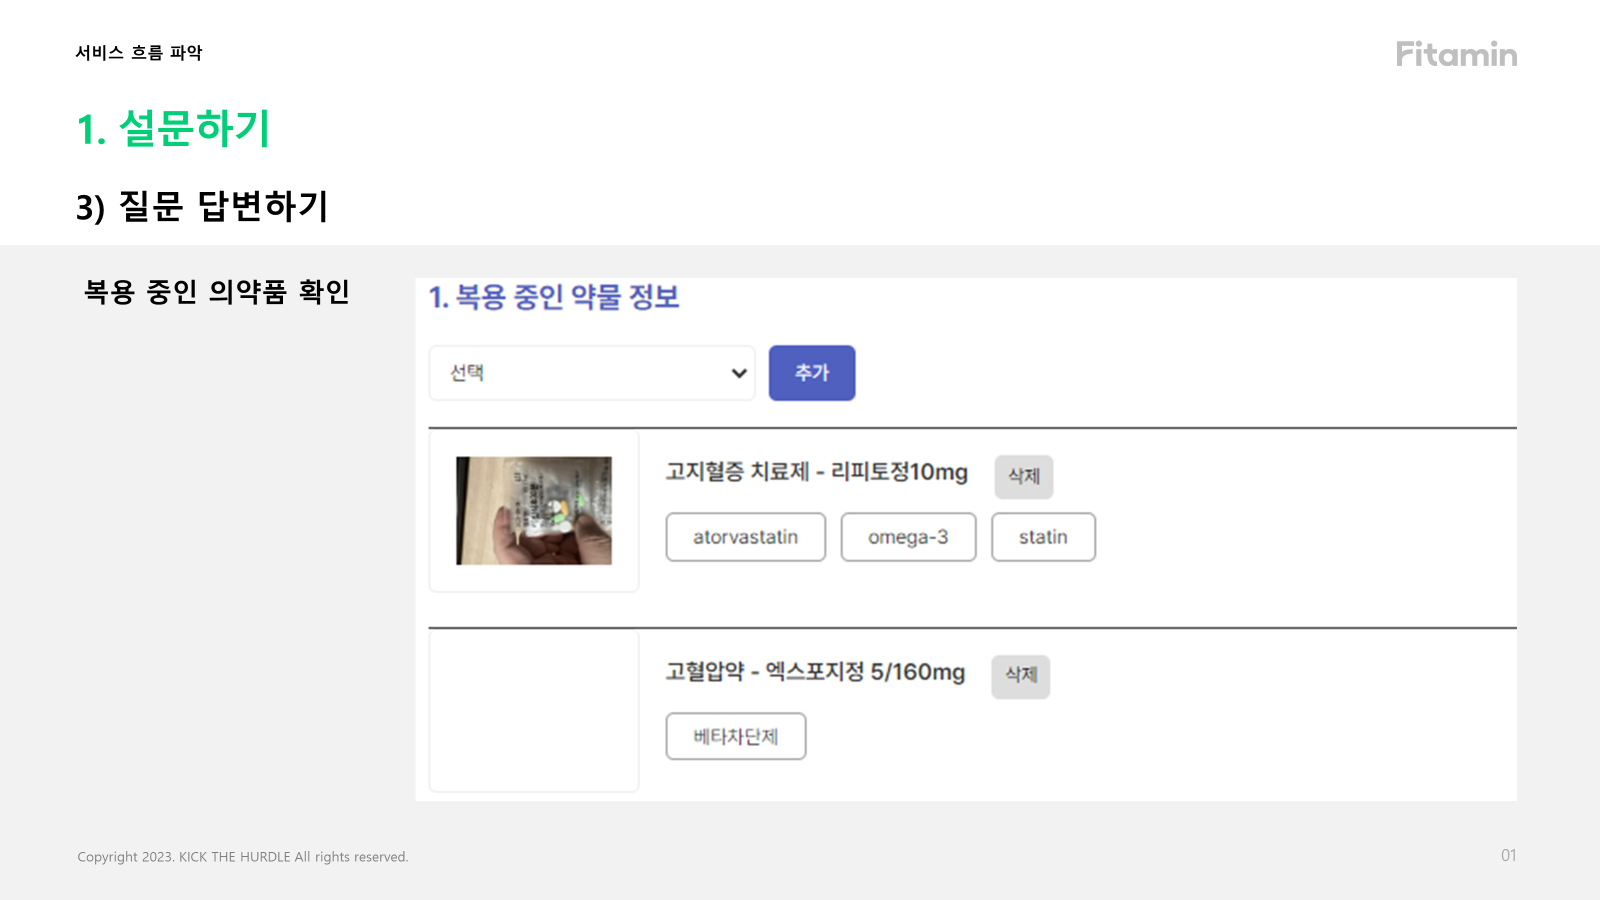 서비스 흐름 파악
Fitamin
1. 설문하기
3) 질문 답변하기
복용 중인 의약품 확인
1. 복용 중인 약물 정보
선택
추가
고지혈증 치료제 - 리피토정10mg
삭제
atorvastatin
omega-3
statin
고혈압약 - 엑스포지정 5/160mg
삭제
베타차단제
Copyright 2023. KICK THE HURDLE All rights reserved.
01